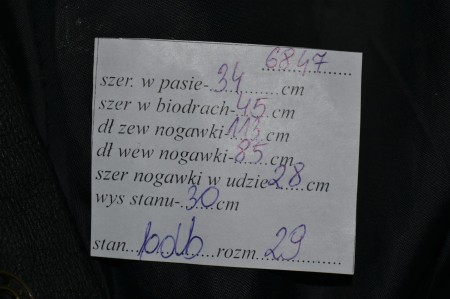 6847
szer. w pasie-34 cm
szer w biodrach-45 cm
dł zew nogawki-113 cm
dł wew nogawki-85 cm
szer nogawki w udzie 28 cm
wys stanu-30 cm
stan bdb rozm 29